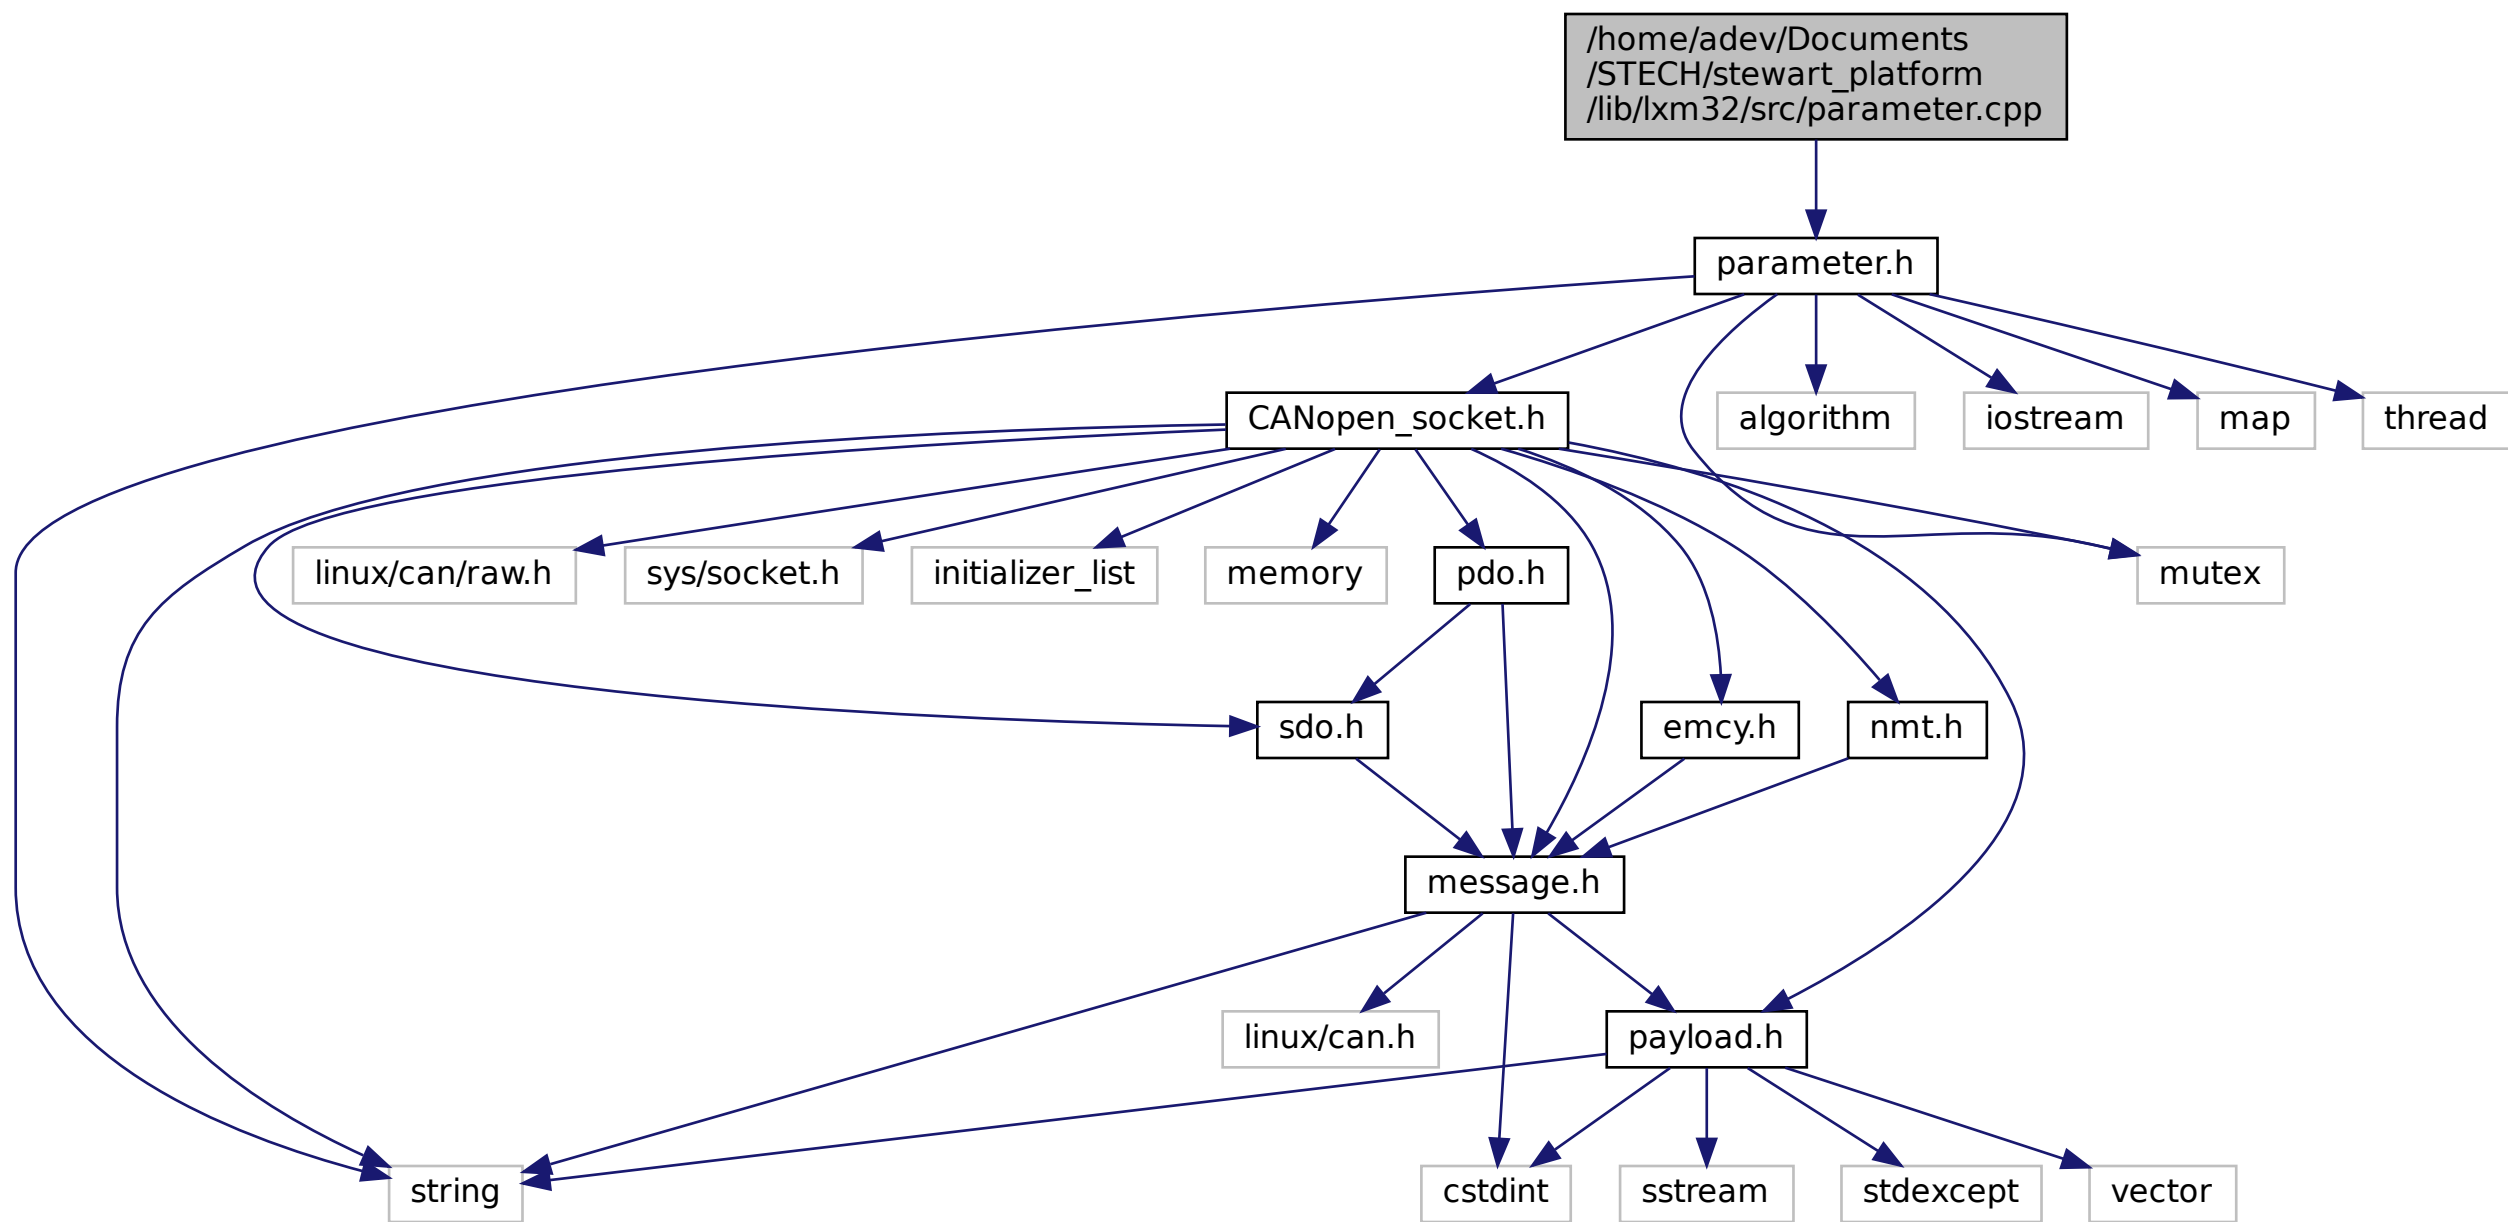 /home/adev/Documents
/STECH/stewart_platform
/lib/lxm32/src/parameter.cpp
parameter.h
CANopen_socket.h
algorithm
iostream
map
thread
linux/can/raw.h
sys/socket.h
initializer_list
memory
pdo.h
mutex
sdo.h
emcy.h
nmt.h
message.h
linux/can.h
payload.h
string
cstdint
sstream
stdexcept
vector